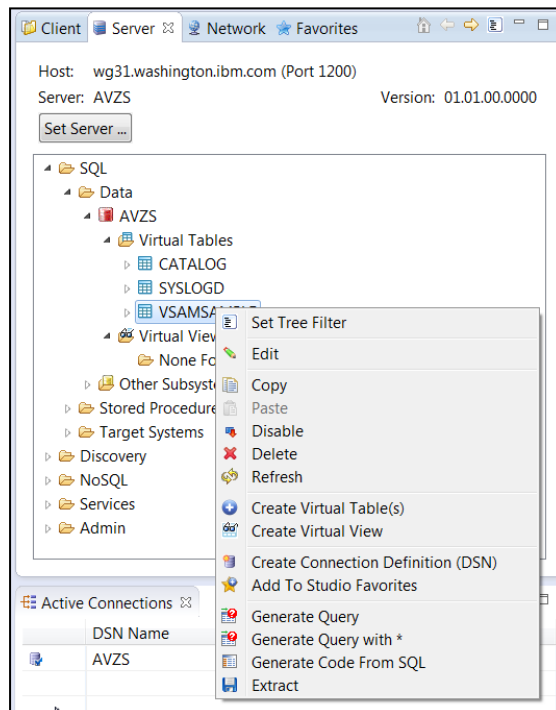 Client Server Network Favorites
Host: wg31.washington.ibm.com (Port 1200)
Server: AVZS Version: 01.01.00.0000
Set Server ...
SQL
Data
AVZS
Virtual Tables
CATALOG
SYSLOGD
VSAMSAMPLE
Set Tree Filter
Virtual View
Edit
None Fo
Other Subsyst
Copy
Stored Procedure
Paste
Target Systems
Disable
Discovery
Delete
NoSQL
Refresh
Services
Create Virtual Table(s)
Admin
Create Virtual View
Create Connection Definition (DSN)
Add To Studio Favorites
Active Connections
Generate Query
DSN Name
Generate Query with *
AVZS
Generate Code From SQL
Extract